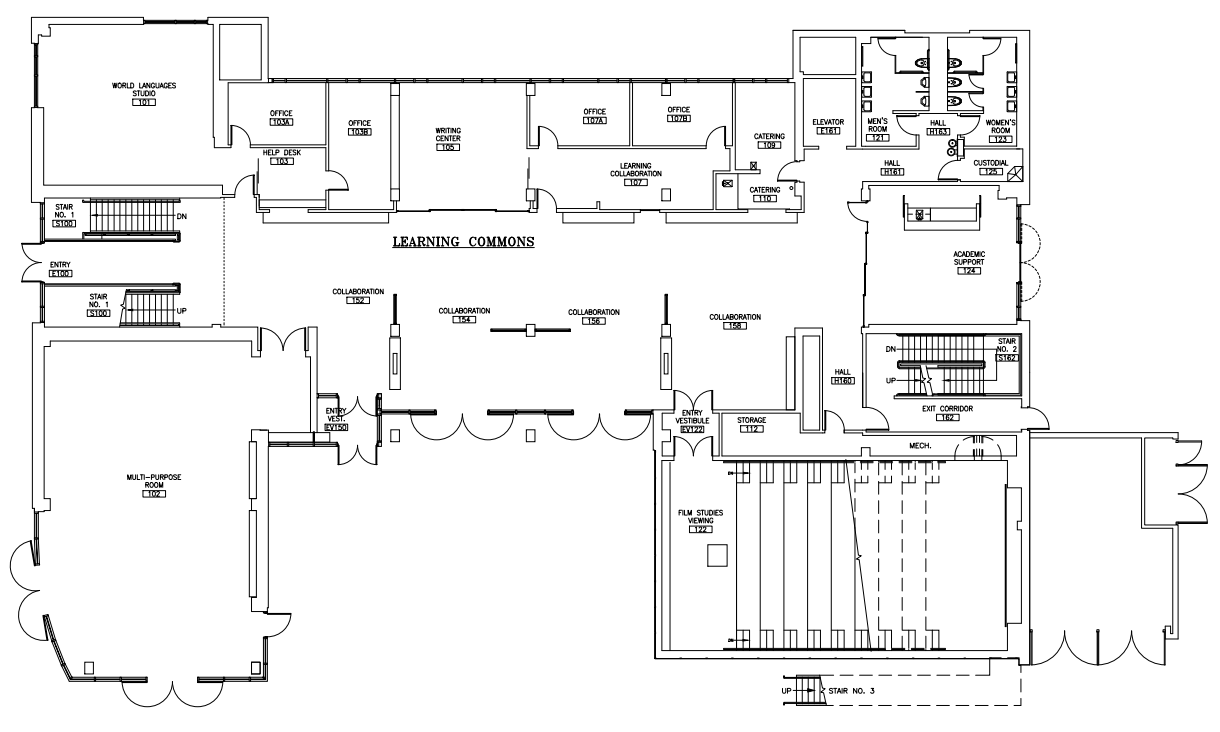 WORLD LANGUAGES
STUDIO
101
OFFICE
103A
OFFICE
103B
HELP DESK
103
WRITING
CENTER
105
OFFICE
107A
OFFICE
107B
LEARNING
COLLABORATION
107
CATERING
109
CATERING
110
ELEVATOR
E161
MEN'S
ROOM
121
HALL
H163
WOMEN'S
ROOM
123
HALL
H161
CUSTODIAL
125
STAIR
NO. 1
S100
DN
ENTRY
E100
STAIR
NO. 1
S100
UP
LEARNING COMMONS
COLLABORATION
152
COLLABORATION
154
COLLABORATION
156
COLLABORATION
158
ACADEMIC
SUPPORT
124
DN
STAIR
NO. 2
S162
UP
HALL
H160
EXIT CORRIDOR
162
ENTRY
VEST.
EV150
ENTRY
VESTIBULE
EV122
STORAGE
112
MECH.
MULTI-PURPOSE
ROOM
102
FILM STUDIES
VIEWING
122
UP
STAIR NO. 3